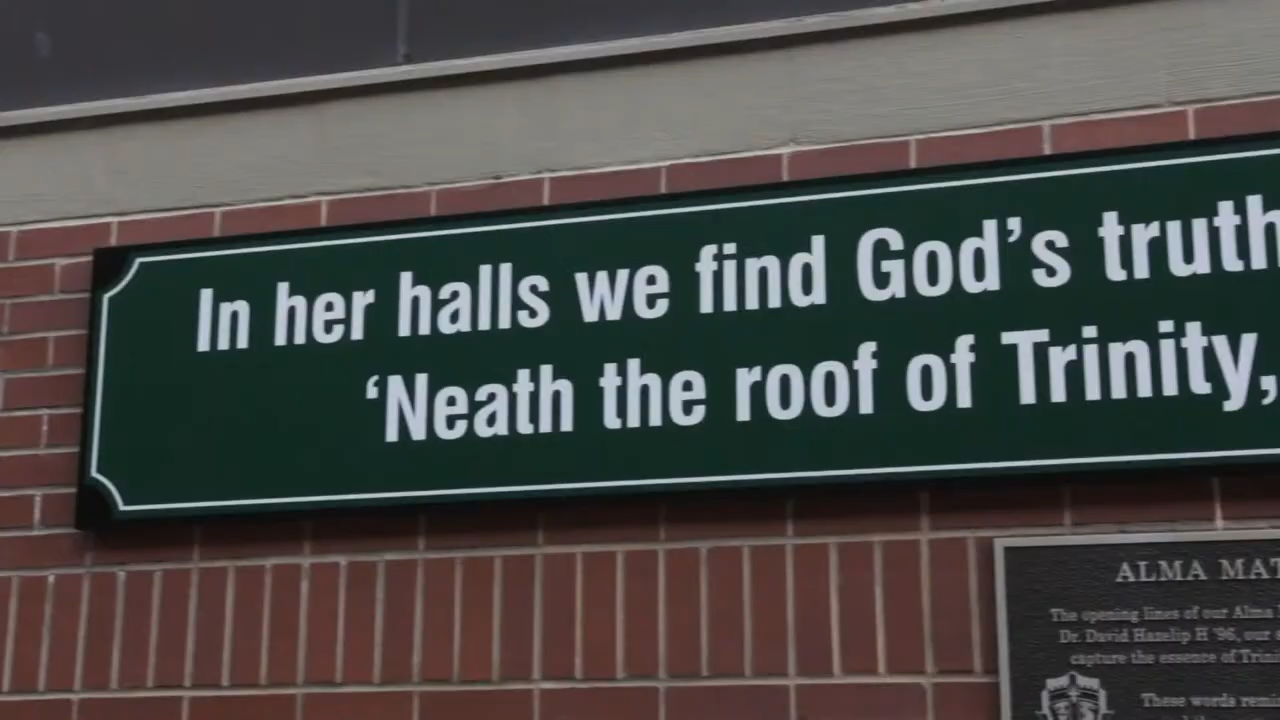 In her halls we find God's truth
'Neath the roof of Trinity,
ALMA MAT
The opening lines of our Alma
Dr. David Hazelip H '96, our
capture the essence of Trini
These words remi